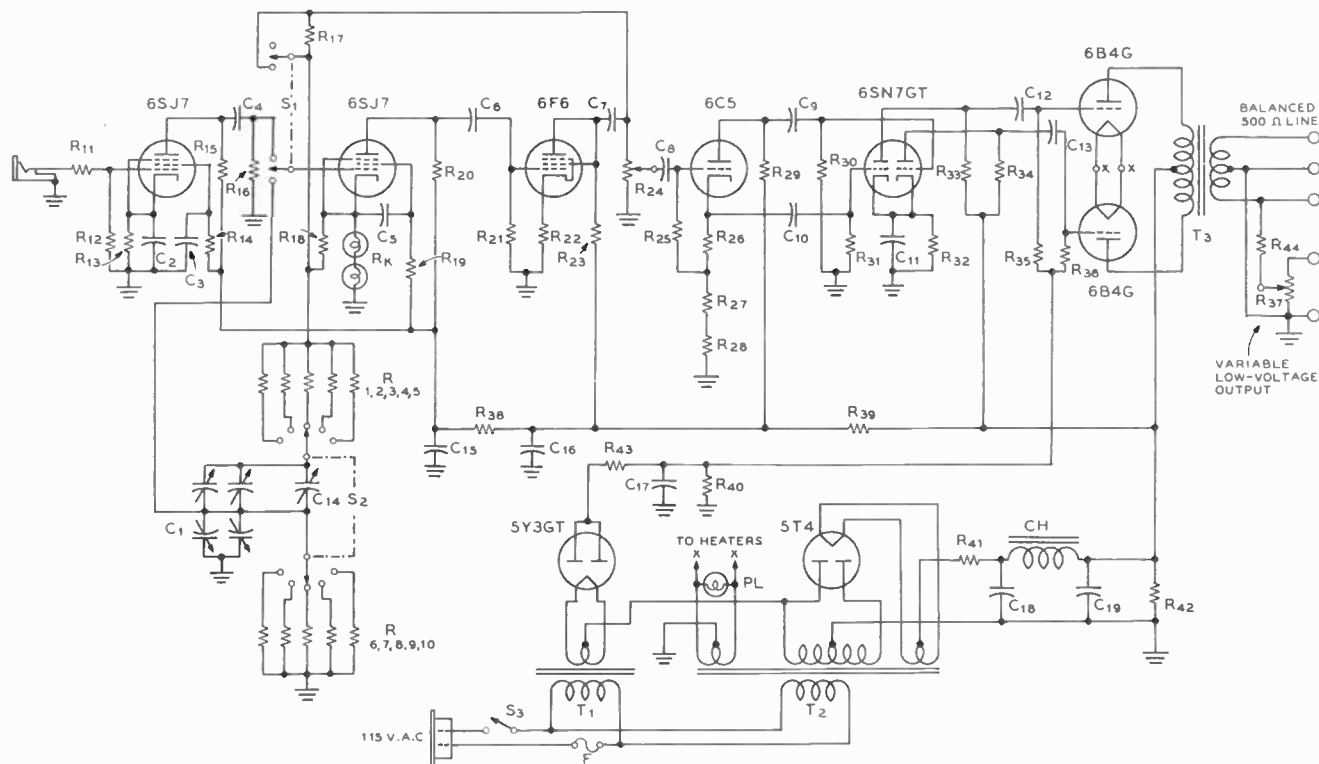 R17
6SJ7
C4
S1
6SJ7
C6
6F6
C7
6C5
C9
6SN7GT
C12
6B4G
BALANCED
500 Ω LINE
R11
R15
R16
R20
C8
R24
R29
R30
R33
R34
C13
X
X
T3
R12
R13
C2
C3
R14
R18
RK
C5
R19
R21
R22
R23
R25
R26
C10
R31
C11
R32
R35
R36
6B4G
R44
R37
R27
R28
VARIABLE
LOW-VOLTAGE
OUTPUT
R
1,2,3,4,5
R38
R39
C15
C16
R43
C17
R40
C14
S2
C1
5Y3GT
TO HEATERS
X X
PL
5T4
R41
CH
C18
C19
R42
R
6,7,8,9,10
T1
T2
S3
115 V.A.C
F